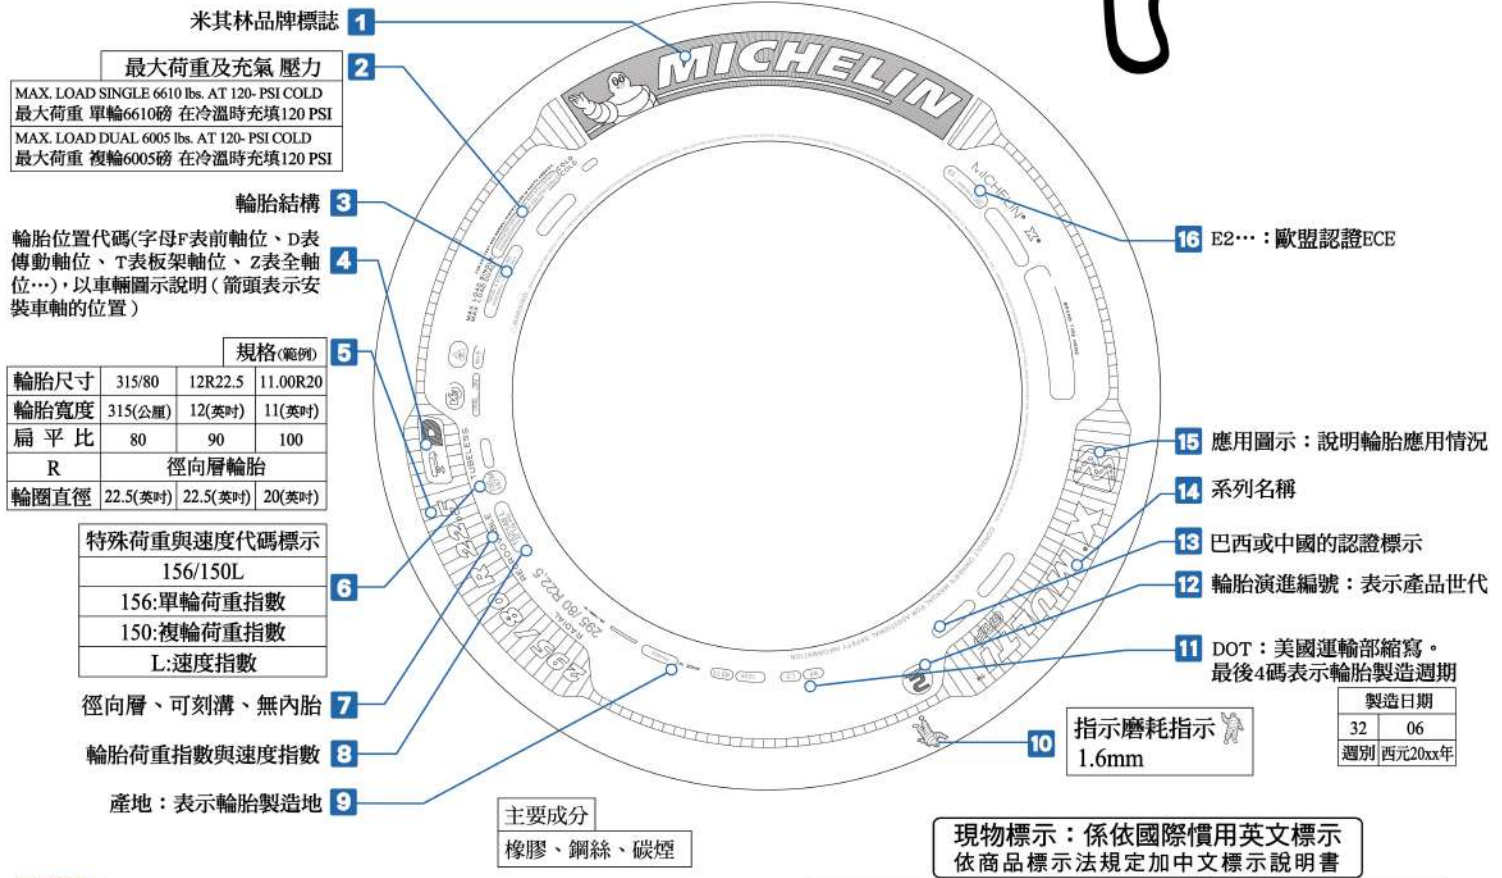 米其林品牌標誌 1
最大荷重及充氣 壓力 2
MAX. LOAD SINGLE 6610 lbs. AT 120- PSI COLD
最大荷重 單輪6610磅 在冷溫時充填120 PSI
MAX. LOAD DUAL 6005 lbs. AT 120- PSI COLD
最大荷重 複輪6005磅 在冷溫時充填120 PSI
輪胎結構 3
輪胎位置代碼(字母F表前軸位、D表
傳動軸位、T表板架軸位、Z表全軸
位…),以車輛圖示說明(箭頭表示安
裝車軸的位置)
4
規格(範例) 5
輪胎尺寸 315/80 12R22.5 11.00R20
輪胎寬度 315(公厘) 12(英吋) 11(英吋)
扁平比 80 90 100
R 徑向層輪胎
輪圈直徑 22.5(英吋) 22.5(英吋) 20(英吋)
特殊荷重與速度代碼標示
156/150L
156:單輪荷重指數
150:複輪荷重指數
L:速度指數
6
徑向層、可刻溝、無內胎 7
輪胎荷重指數與速度指數 8
產地：表示輪胎製造地 9
主要成分
橡膠、鋼絲、碳煙
MICHELIN
MICHELIN
TUBELESS
295/80 R 22.5
RADIAL
295/80 R22.5
CONSULT OWNER'S MANUAL FOR ADDITIONAL SAFETY INFORMATION
X MULTI
16 E2…：歐盟認證ECE
15 應用圖示：說明輪胎應用情況
14 系列名稱
13 巴西或中國的認證標示
12 輪胎演進編號：表示產品世代
11 DOT：美國運輸部縮寫。
最後4碼表示輪胎製造週期
製造日期
32 06
週別 西元20xx年
10 指示磨耗指示
1.6mm
現物標示：係依國際慣用英文標示
依商品標示法規定加中文標示說明書